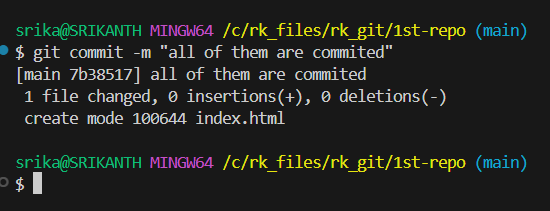 srika@SRIKANTH MINGW64 /c/rk_files/rk_git/1st-repo (main)
$ git commit -m "all of them are commited"
[main 7b38517] all of them are commited
 1 file changed, 0 insertions(+), 0 deletions(-)
 create mode 100644 index.html
srika@SRIKANTH MINGW64 /c/rk_files/rk_git/1st-repo (main)
$